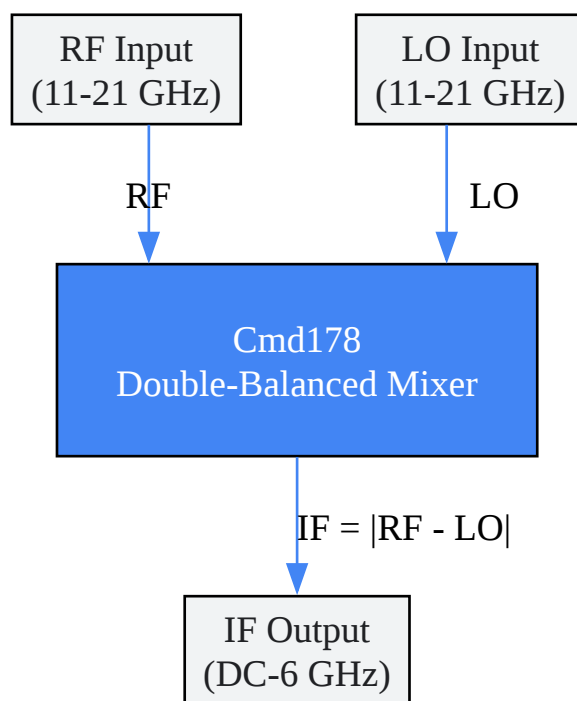 RF Input
(11-21 GHz)
LO Input
(11-21 GHz)
RF
LO
Cmd178
Double-Balanced Mixer
IF = |RF - LO|
IF Output
(DC-6 GHz)